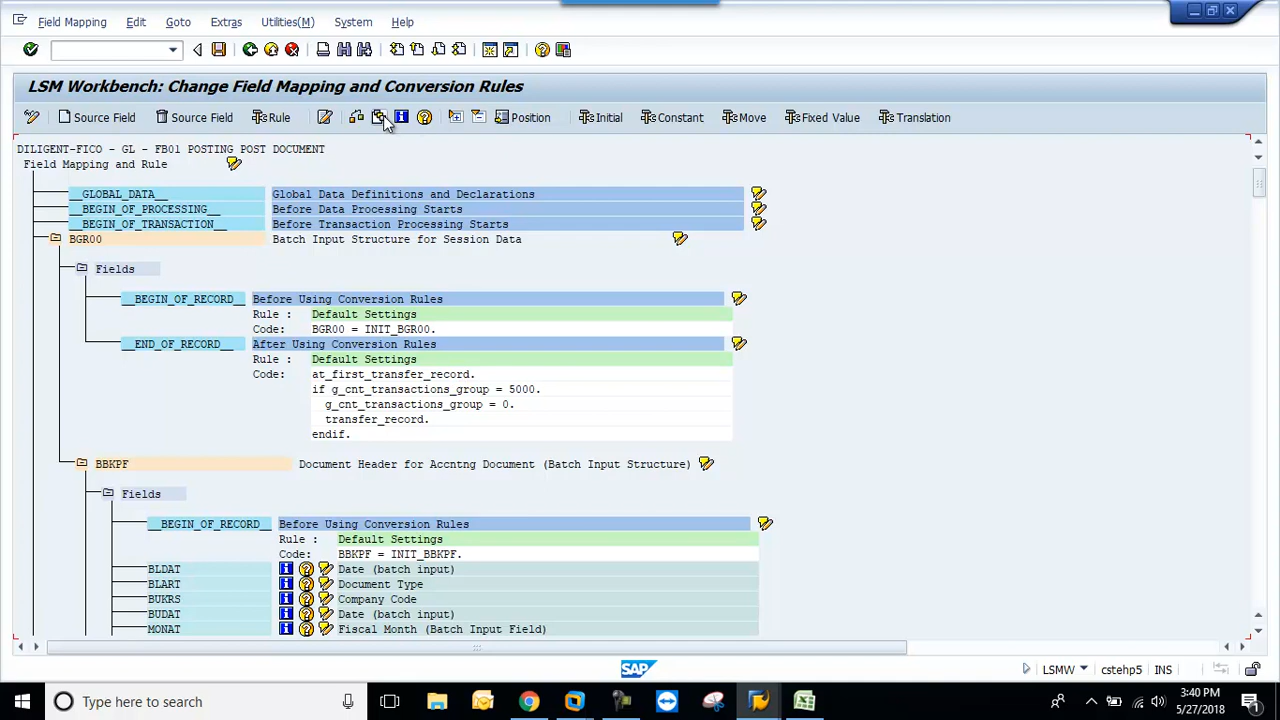 Field Mapping Edit Goto Extras Utilities(M) System Help
LSM Workbench: Change Field Mapping and Conversion Rules
Source Field Source Field Rule Position Initial Constant Move Fixed Value Translation
DILIGENT-FICO - GL - FB01 POSTING POST DOCUMENT
Field Mapping and Rule
__GLOBAL_DATA__ Global Data Definitions and Declarations
__BEGIN_OF_PROCESSING__ Before Data Processing Starts
__BEGIN_OF_TRANSACTION__ Before Transaction Processing Starts
BGR00 Batch Input Structure for Session Data
Fields
__BEGIN_OF_RECORD__ Before Using Conversion Rules
Rule : Default Settings
Code: BGR00 = INIT_BGR00.
__END_OF_RECORD__ After Using Conversion Rules
Rule : Default Settings
Code: at_first_transfer_record.
if g_cnt_transactions_group = 5000.
g_cnt_transactions_group = 0.
transfer_record.
endif.
BBKPF Document Header for Accntng Document (Batch Input Structure)
Fields
__BEGIN_OF_RECORD__ Before Using Conversion Rules
Rule : Default Settings
Code: BBKPF = INIT_BBKPF.
BLDAT Date (batch input)
BLART Document Type
BUKRS Company Code
BUDAT Date (batch input)
MONAT Fiscal Month (Batch Input Field)
SAP
LSMW cstehp5 INS
Type here to search
3:40 PM
5/27/2018
1